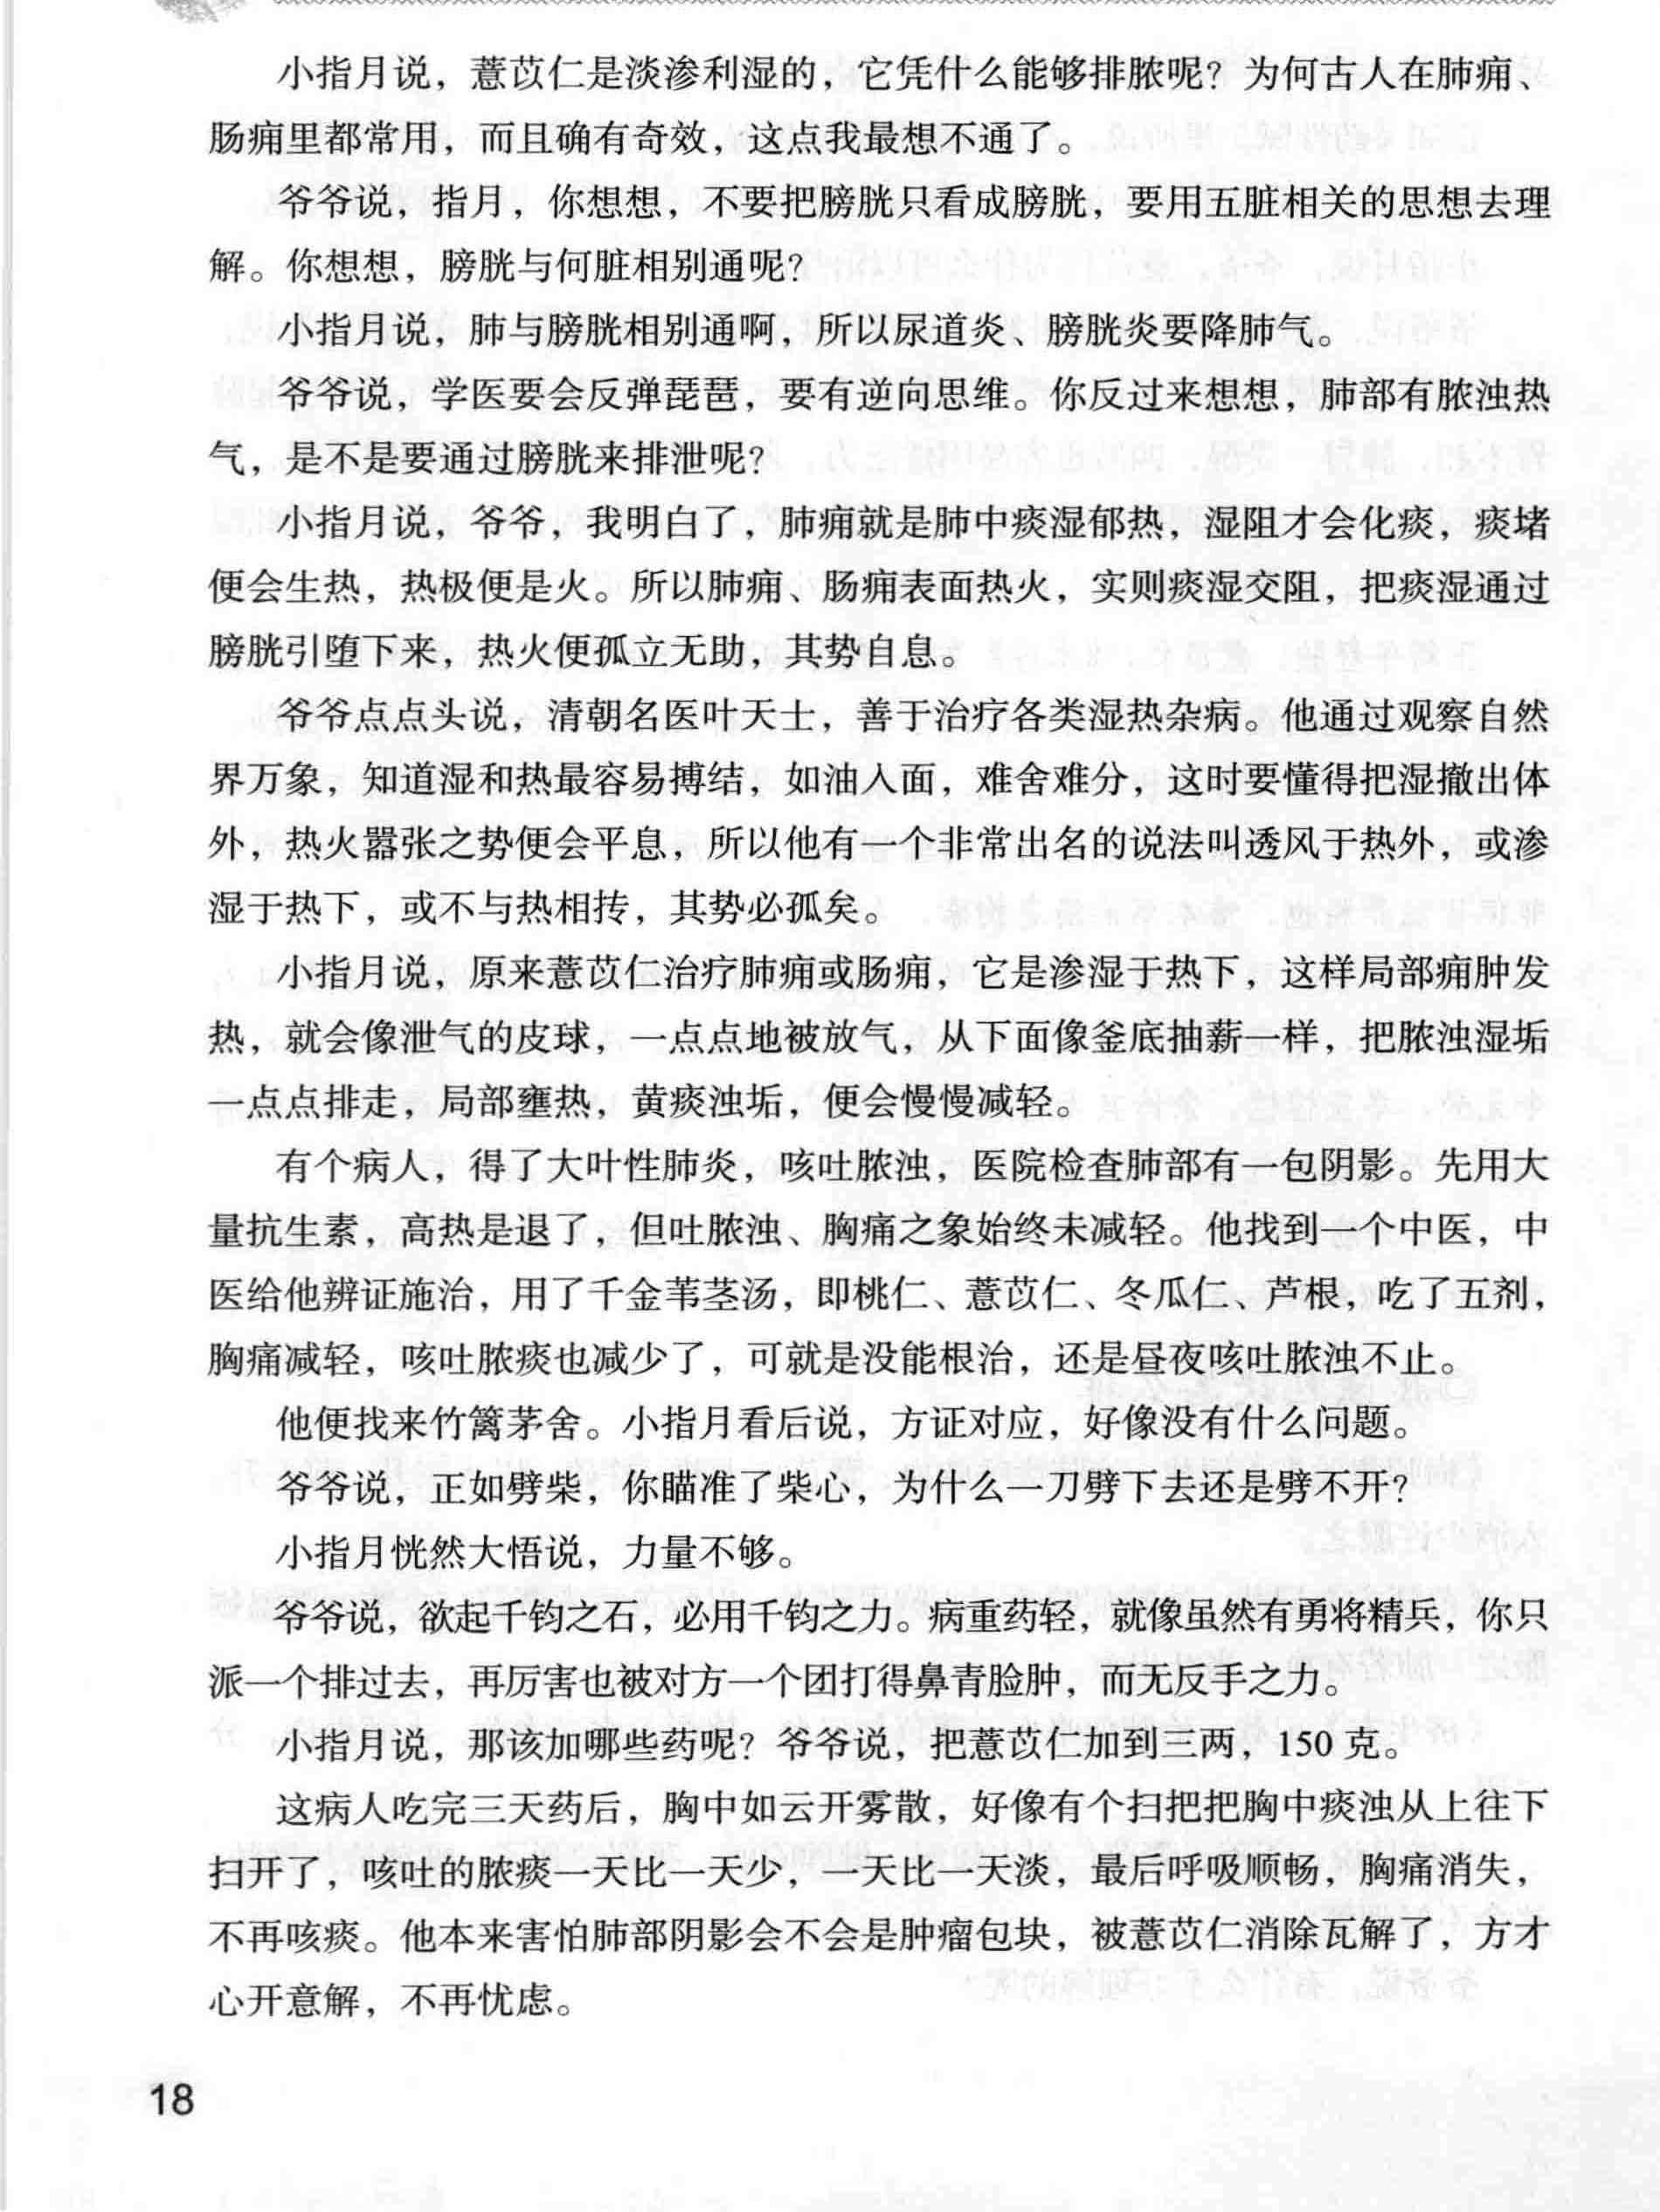 小指月说，薏苡仁是淡渗利湿的，它凭什么能够排脓呢？为何古人在肺痈、
肠痈里都常用，而且确有奇效，这点我最想不通了。
爷爷说，指月，你想想，不要把膀胱只看成膀胱，要用五脏相关的思想去理
解。你想想，膀胱与何脏相别通呢？
小指月说，肺与膀胱相别通啊，所以尿道炎、膀胱炎要降肺气。
爷爷说，学医要会反弹琵琶，要有逆向思维。你反过来想想，肺部有脓浊热
气，是不是要通过膀胱来排泄呢？
小指月说，爷爷，我明白了，肺痈就是肺中痰湿郁热，湿阻才会化痰，痰堵
便会生热，热极便是火。所以肺痈、肠痈表面热火，实则痰湿交阻，把痰湿通过
膀胱引堕下来，热火便孤立无助，其势自息。
爷爷点点头说，清朝名医叶天士，善于治疗各类湿热杂病。他通过观察自然
界万象，知道湿和热最容易搏结，如油入面，难舍难分，这时要懂得把湿撤出体
外，热火嚣张之势便会平息，所以他有一个非常出名的说法叫透风于热外，或渗
湿于热下，或不与热相抟，其势必孤矣。
小指月说，原来薏苡仁治疗肺痈或肠痈，它是渗湿于热下，这样局部痈肿发
热，就会像泄气的皮球，一点点地被放气，从下面像釜底抽薪一样，把脓浊湿垢
一点点排走，局部壅热，黄痰浊垢，便会慢慢减轻。
有个病人，得了大叶性肺炎，咳吐脓浊，医院检查肺部有一包阴影。先用大
量抗生素，高热是退了，但吐脓浊、胸痛之象始终未减轻。他找到一个中医，中
医给他辨证施治，用了千金苇茎汤，即桃仁、薏苡仁、冬瓜仁、芦根，吃了五剂，
胸痛减轻，咳吐脓痰也减少了，可就是没能根治，还是昼夜咳吐脓浊不止。
他便找来竹篱茅舍。小指月看后说，方证对应，好像没有什么问题。
爷爷说，正如劈柴，你瞄准了柴心，为什么一刀劈下去还是劈不开？
小指月恍然大悟说，力量不够。
爷爷说，欲起千钧之石，必用千钧之力。病重药轻，就像虽然有勇将精兵，你只
派一个排过去，再厉害也被对方一个团打得鼻青脸肿，而无反手之力。
小指月说，那该加哪些药呢？爷爷说，把薏苡仁加到三两，150 克。
这病人吃完三天药后，胸中如云开雾散，好像有个扫把把胸中痰浊从上往下
扫开了，咳吐的脓痰一天比一天少，一天比一天淡，最后呼吸顺畅，胸痛消失，
不再咳痰。他本来害怕肺部阴影会不会是肿瘤包块，被薏苡仁消除瓦解了，方才
心开意解，不再忧虑。
18